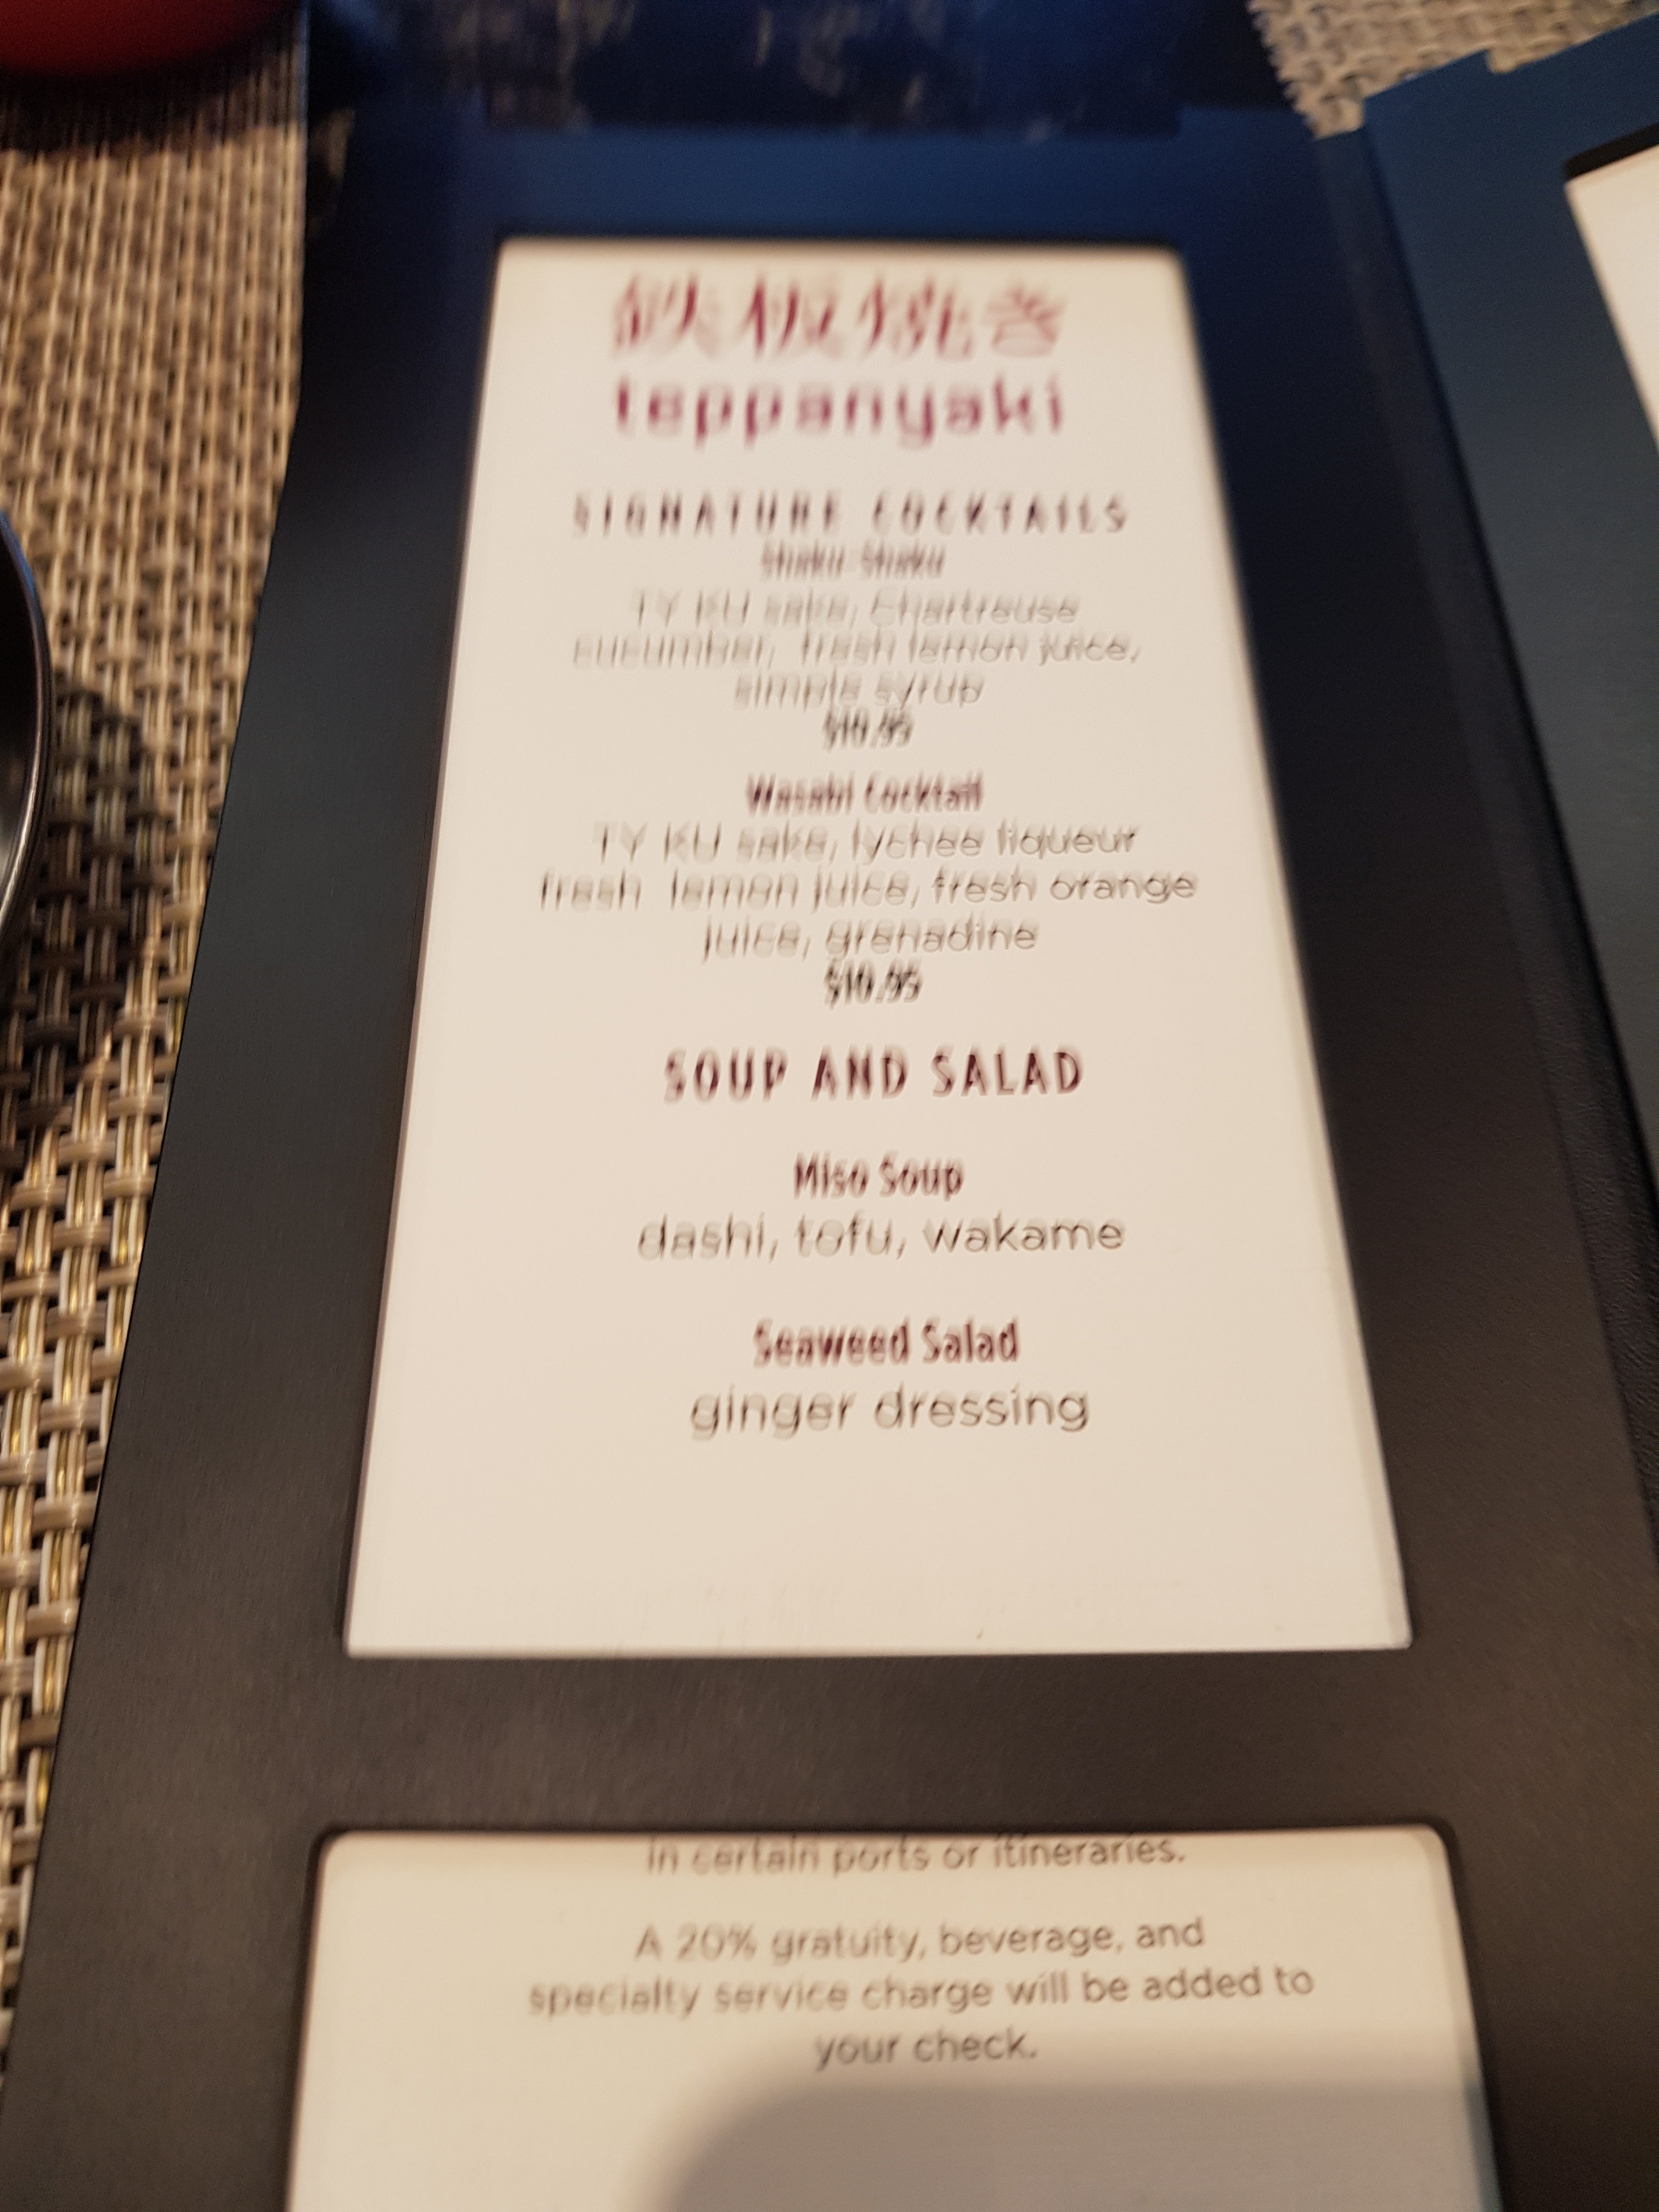 鉄板焼き
teppanyaki
SIGNATURE COCKTAILS
Shaku-Shaku
TY KU sake, Chartreuse
cucumber, fresh lemon juice,
simple syrup
$10.95
Wasabi Cocktail
TY KU sake, lychee liqueur
fresh lemon juice, fresh orange
juice, grenadine
$10.95
SOUP AND SALAD
Miso Soup
dashi, tofu, wakame
Seaweed Salad
ginger dressing
in certain ports or itineraries.
A 20% gratuity, beverage, and
specialty service charge will be added to
your check.